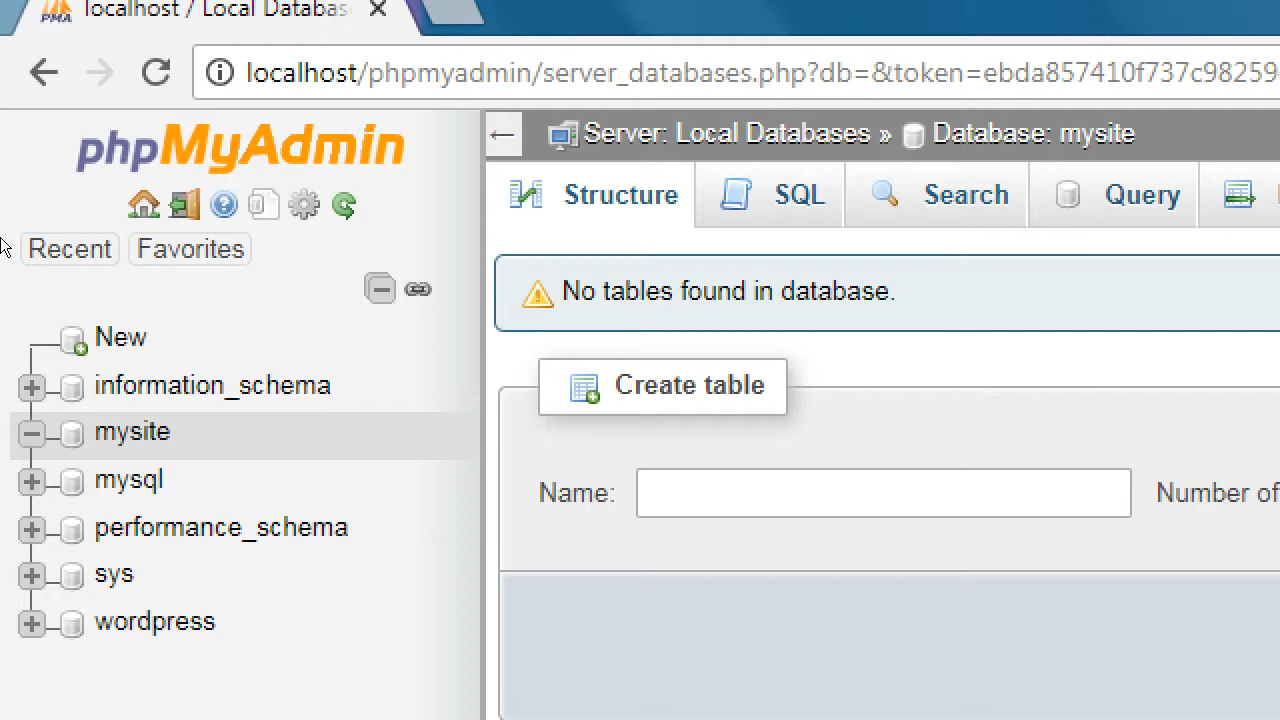 PMA localhost / Local Databas
localhost/phpmyadmin/server_databases.php?db=&token=ebda857410f737c98259
phpMyAdmin
Server: Local Databases » Database: mysite
Structure SQL Search Query
Recent Favorites
No tables found in database.
New
information_schema
Create table
mysite
mysql
Name: Number of
performance_schema
sys
wordpress